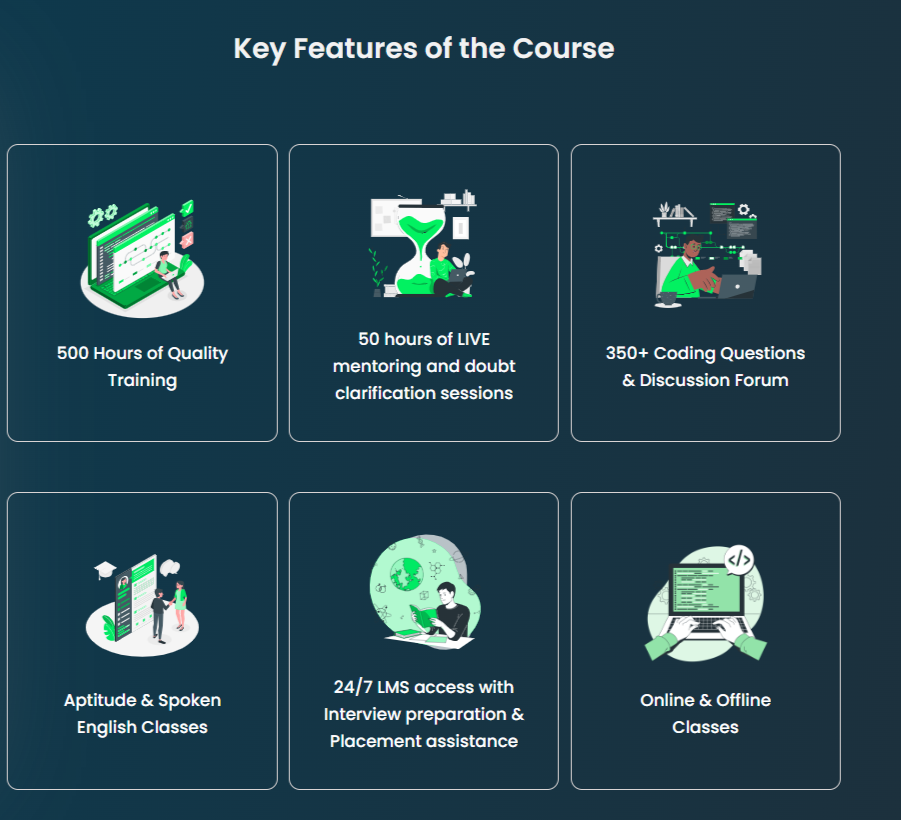 Key Features of the Course
500 Hours of Quality
Training
50 hours of LIVE
mentoring and doubt
clarification sessions
350+ Coding Questions
& Discussion Forum
Aptitude & Spoken
English Classes
24/7 LMS access with
Interview preparation &
Placement assistance
</>
Online & Offline
Classes